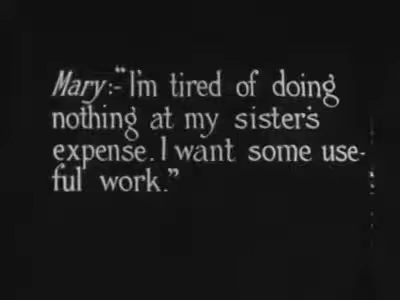 Mary:-"I'm tired of doing
nothing at my sister's
expense. I want some use-
ful work."